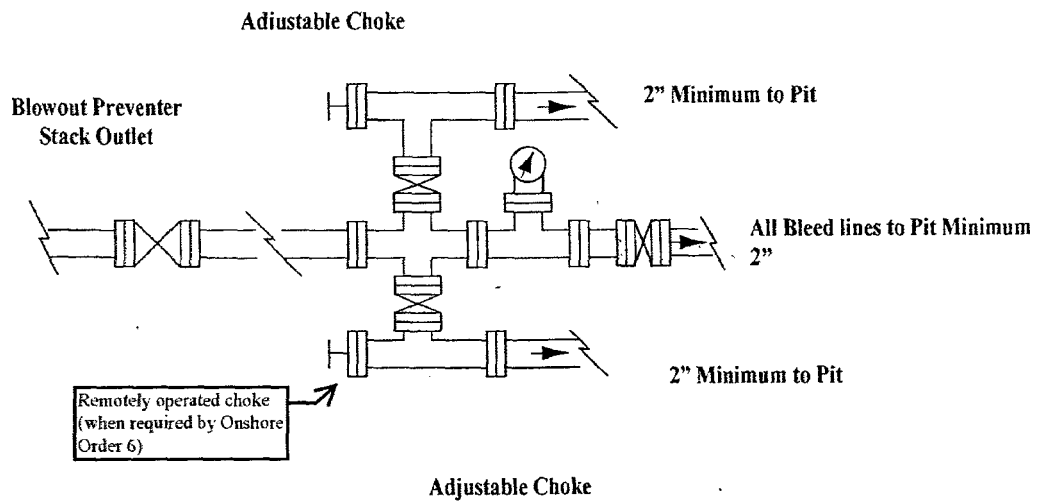 Adiustable Choke
Blowout Preventer
Stack Outlet
2” Minimum to Pit
All Bleed lines to Pit Minimum
2”
2” Minimum to Pit
Remotely operated choke
(when required by Onshore
Order 6)
Adjustable Choke